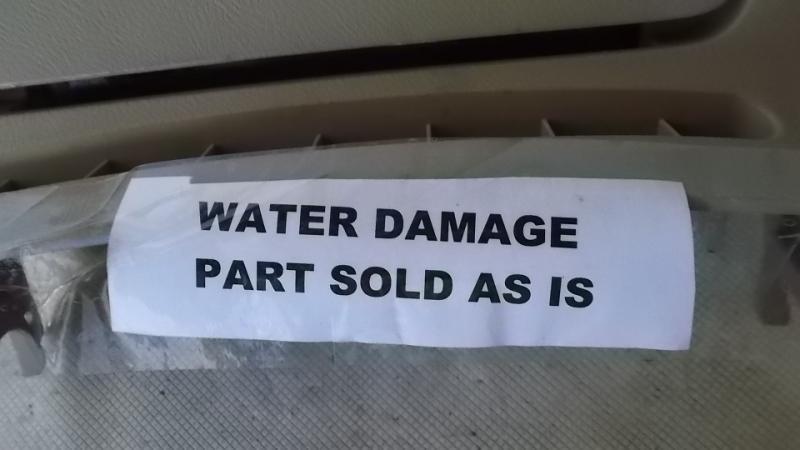 WATER DAMAGE
PART SOLD AS IS